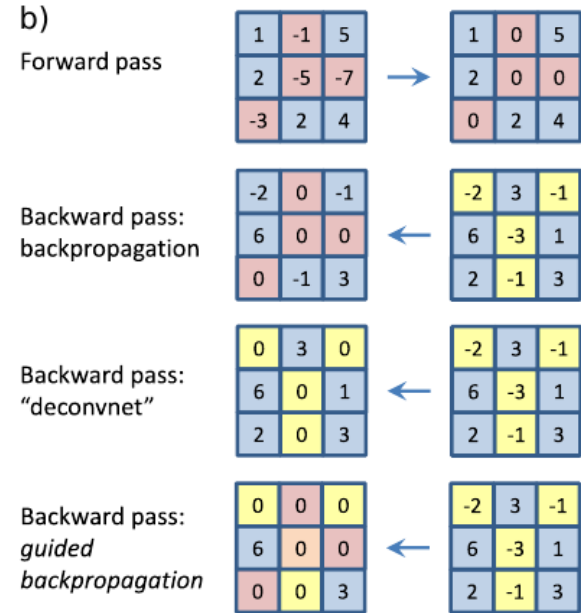 b)
Forward pass
1 -1 5 1 0 5
2 -5 -7 2 0 0
-3 2 4 0 2 4
Backward pass:
backpropagation
-2 0 -1 -2 3 -1
6 0 0 6 -3 1
0 -1 3 2 -1 3
Backward pass:
“deconvnet”
0 3 0 -2 3 -1
6 0 1 6 -3 1
2 0 3 2 -1 3
Backward pass:
guided
backpropagation
0 0 0 -2 3 -1
6 0 0 6 -3 1
0 0 3 2 -1 3